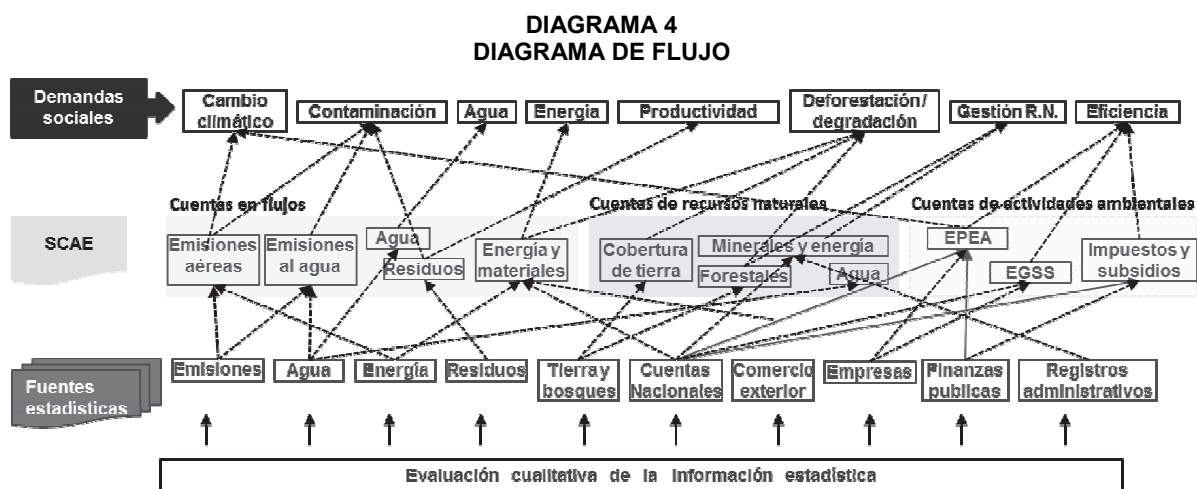 DIAGRAMA 4
DIAGRAMA DE FLUJO
Demandas
sociales
Cambio
climático
Contaminación
Agua
Energía
Productividad
Deforestación /
degradación
Gestión R.N.
Eficiencia
SCAE
Cuentas en flujos
Cuentas de recursos naturales
Cuentas de actividades ambientales
Emisiones
aéreas
Emisiones
al agua
Agua
Residuos
Energía y
materiales
Cobertura
de tierra
Minerales y energía
Forestales
Agua
EPEA
EGSS
Impuestos y
subsidios
Fuentes
estadísticas
Emisiones
Agua
Energía
Residuos
Tierra y
bosques
Cuentas
Nacionales
Comercio
exterior
Empresas
Finanzas
publicas
Registros
administrativos
Evaluación cualitativa de la información estadística